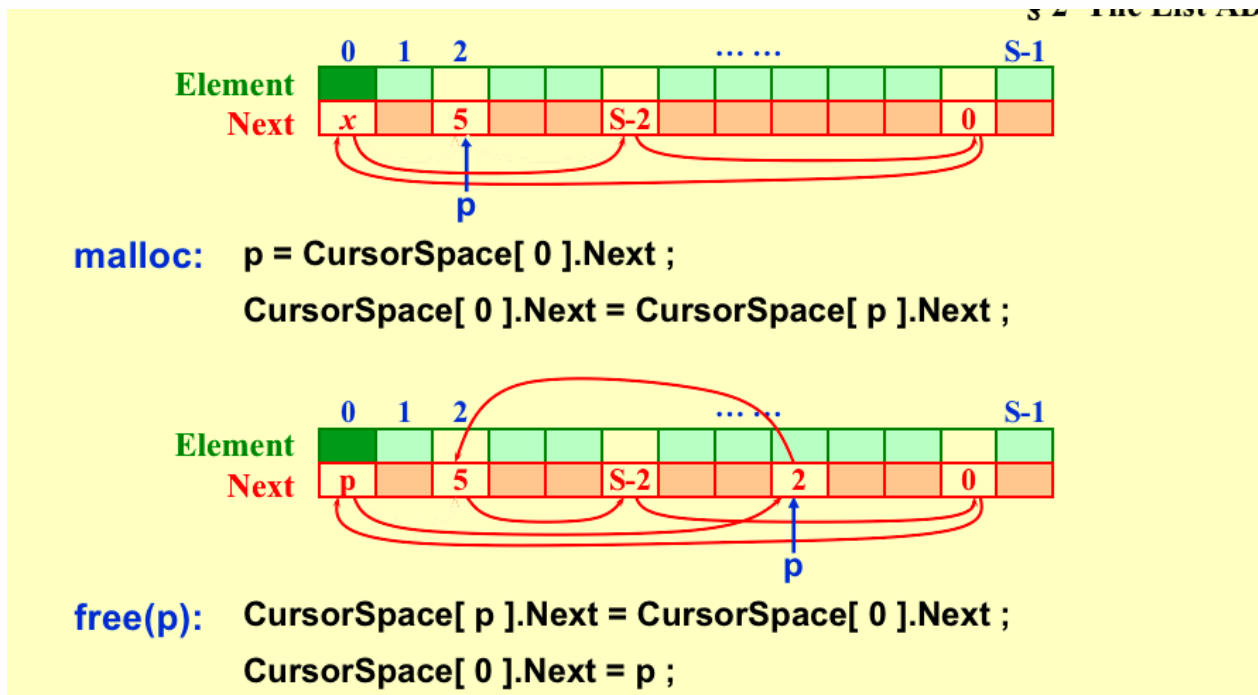 0 1 2 … … S-1
Element
Next x 5 S-2 0
p
malloc: p = CursorSpace[ 0 ].Next ;
CursorSpace[ 0 ].Next = CursorSpace[ p ].Next ;
0 1 2 … … S-1
Element
Next p 5 S-2 2 0
p
free(p): CursorSpace[ p ].Next = CursorSpace[ 0 ].Next ;
CursorSpace[ 0 ].Next = p ;